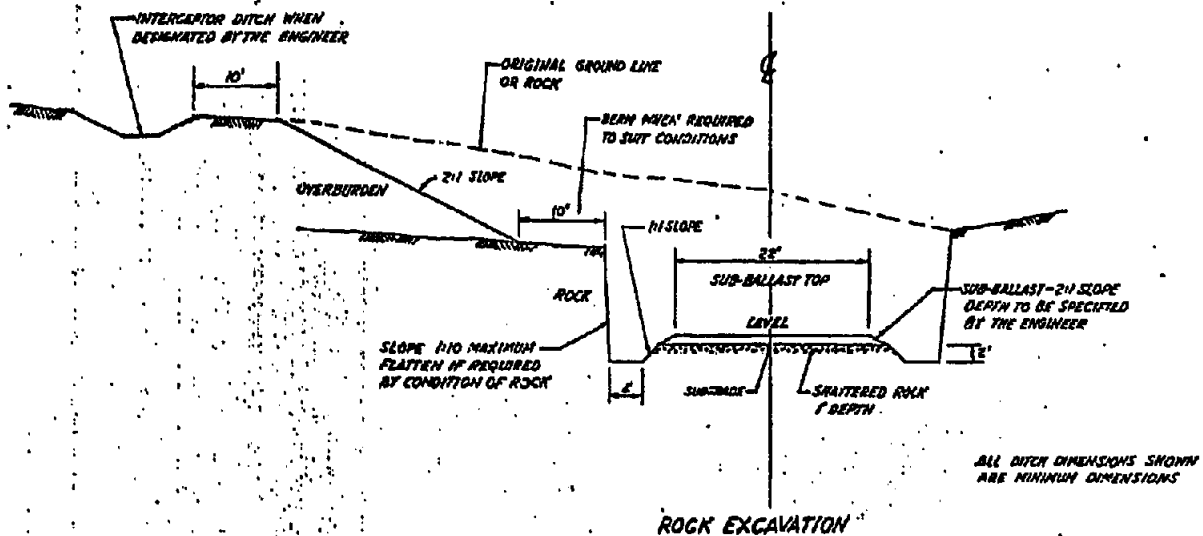 INTERCEPTOR DITCH WHEN
DESIGNATED BY THE ENGINEER
10'
ORIGINAL GROUND LINE
OR ROCK
BERM WHEN REQUIRED
TO SUIT CONDITIONS
OVERBURDEN
2:1 SLOPE
10'
1:1 SLOPE
22'
SUB-BALLAST TOP
ROCK
LEVEL
SUB-BALLAST-2:1 SLOPE
DEPTH TO BE SPECIFIED
BY THE ENGINEER
SLOPE 1:10 MAXIMUM
FLATTEN IF REQUIRED
BY CONDITION OF ROCK
2'
2'
SUBGRADE
SHATTERED ROCK
DEPTH
ALL DITCH DIMENSIONS SHOWN
ARE MINIMUM DIMENSIONS
ROCK EXCAVATION